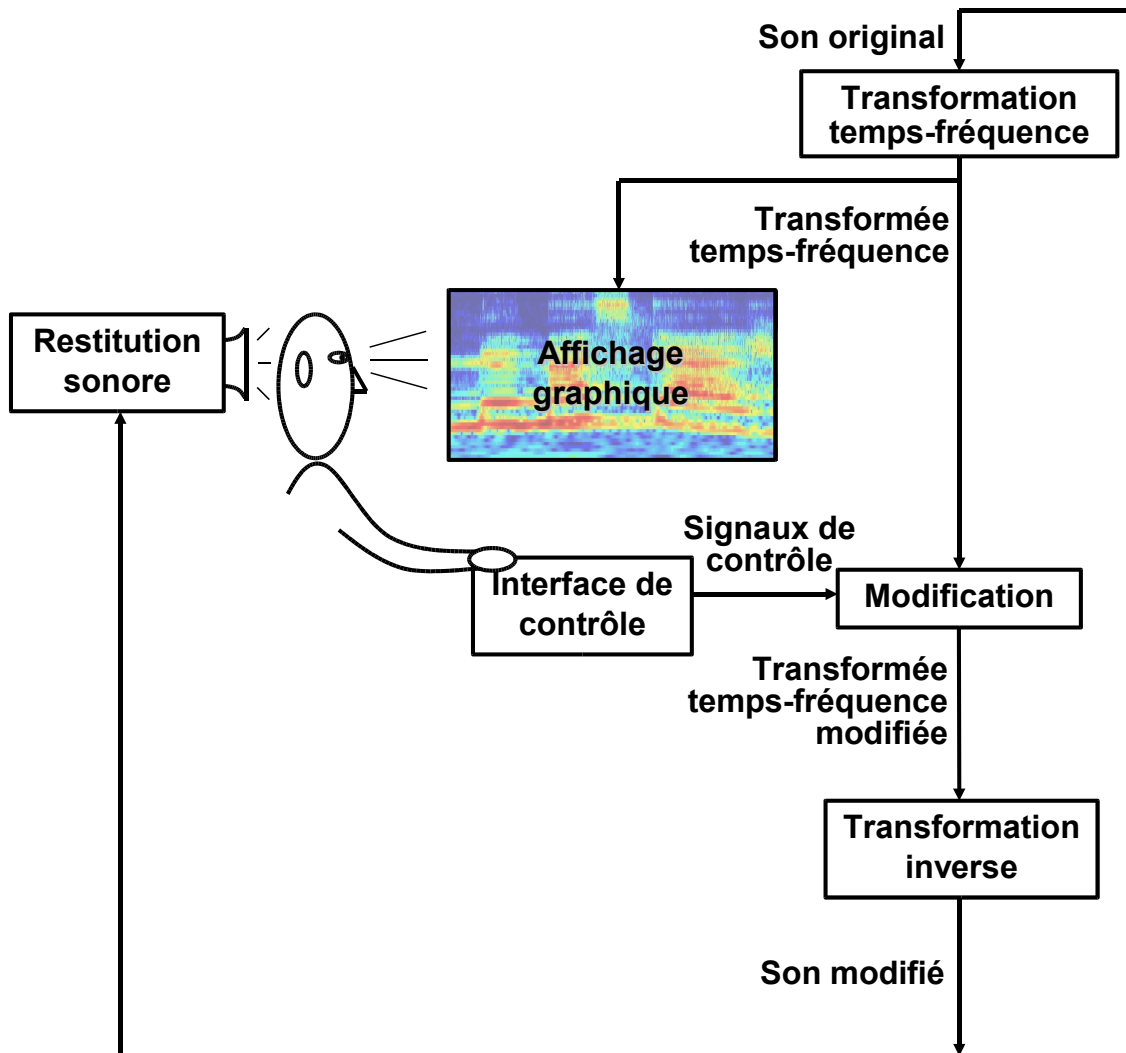 Son original
Transformation
temps-fréquence
Transformée
temps-fréquence
Restitution
sonore
Affichage
graphique
Signaux de
contrôle
Interface de
contrôle
Modification
Transformée
temps-fréquence
modifiée
Transformation
inverse
Son modifié